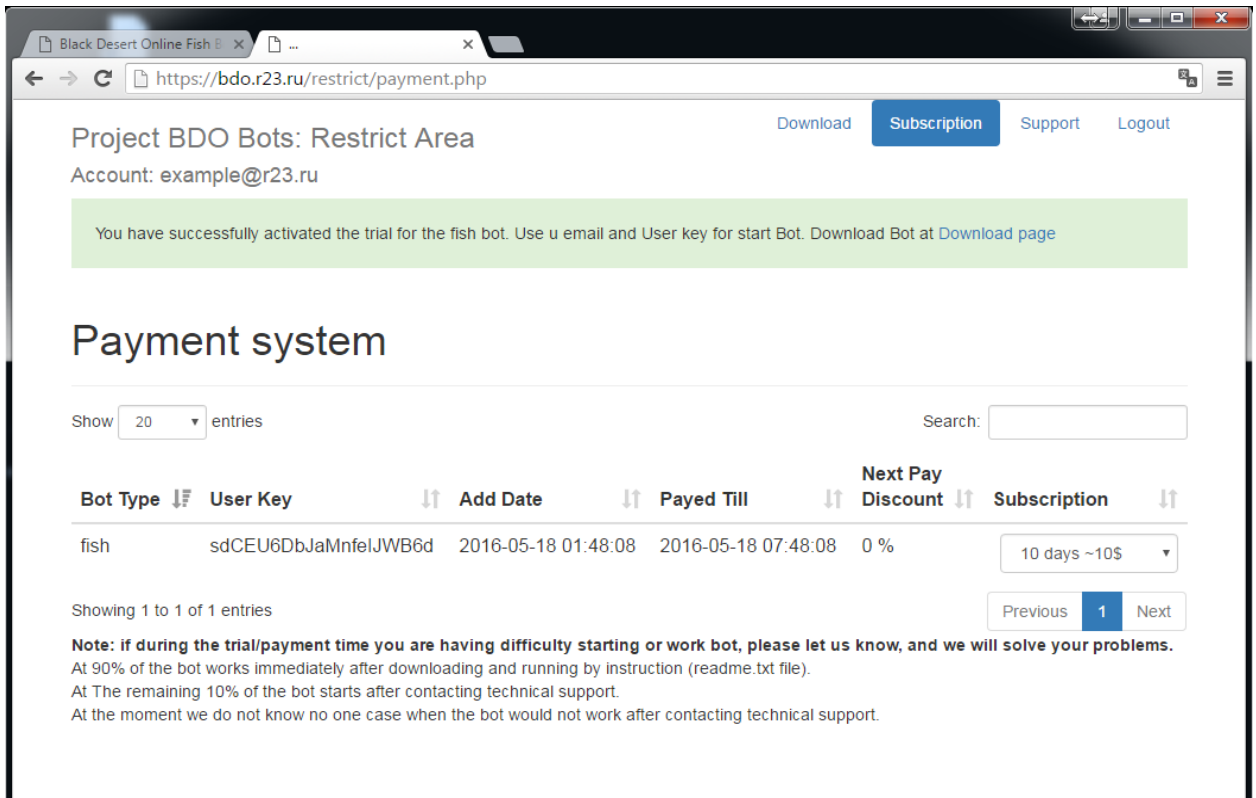 Black Desert Online Fish B
...
https://bdo.r23.ru/restrict/payment.php
Download Subscription Support Logout
Project BDO Bots: Restrict Area
Account: example@r23.ru
You have successfully activated the trial for the fish bot. Use u email and User key for start Bot. Download Bot at Download page
Payment system
Show 20 entries Search:
Bot Type User Key Add Date Payed Till Next Pay Discount Subscription
fish sdCEU6DbJaMnfeIJWB6d 2016-05-18 01:48:08 2016-05-18 07:48:08 0 % 10 days ~10$
Showing 1 to 1 of 1 entries Previous 1 Next
Note: if during the trial/payment time you are having difficulty starting or work bot, please let us know, and we will solve your problems.
At 90% of the bot works immediately after downloading and running by instruction (readme.txt file).
At The remaining 10% of the bot starts after contacting technical support.
At the moment we do not know no one case when the bot would not work after contacting technical support.